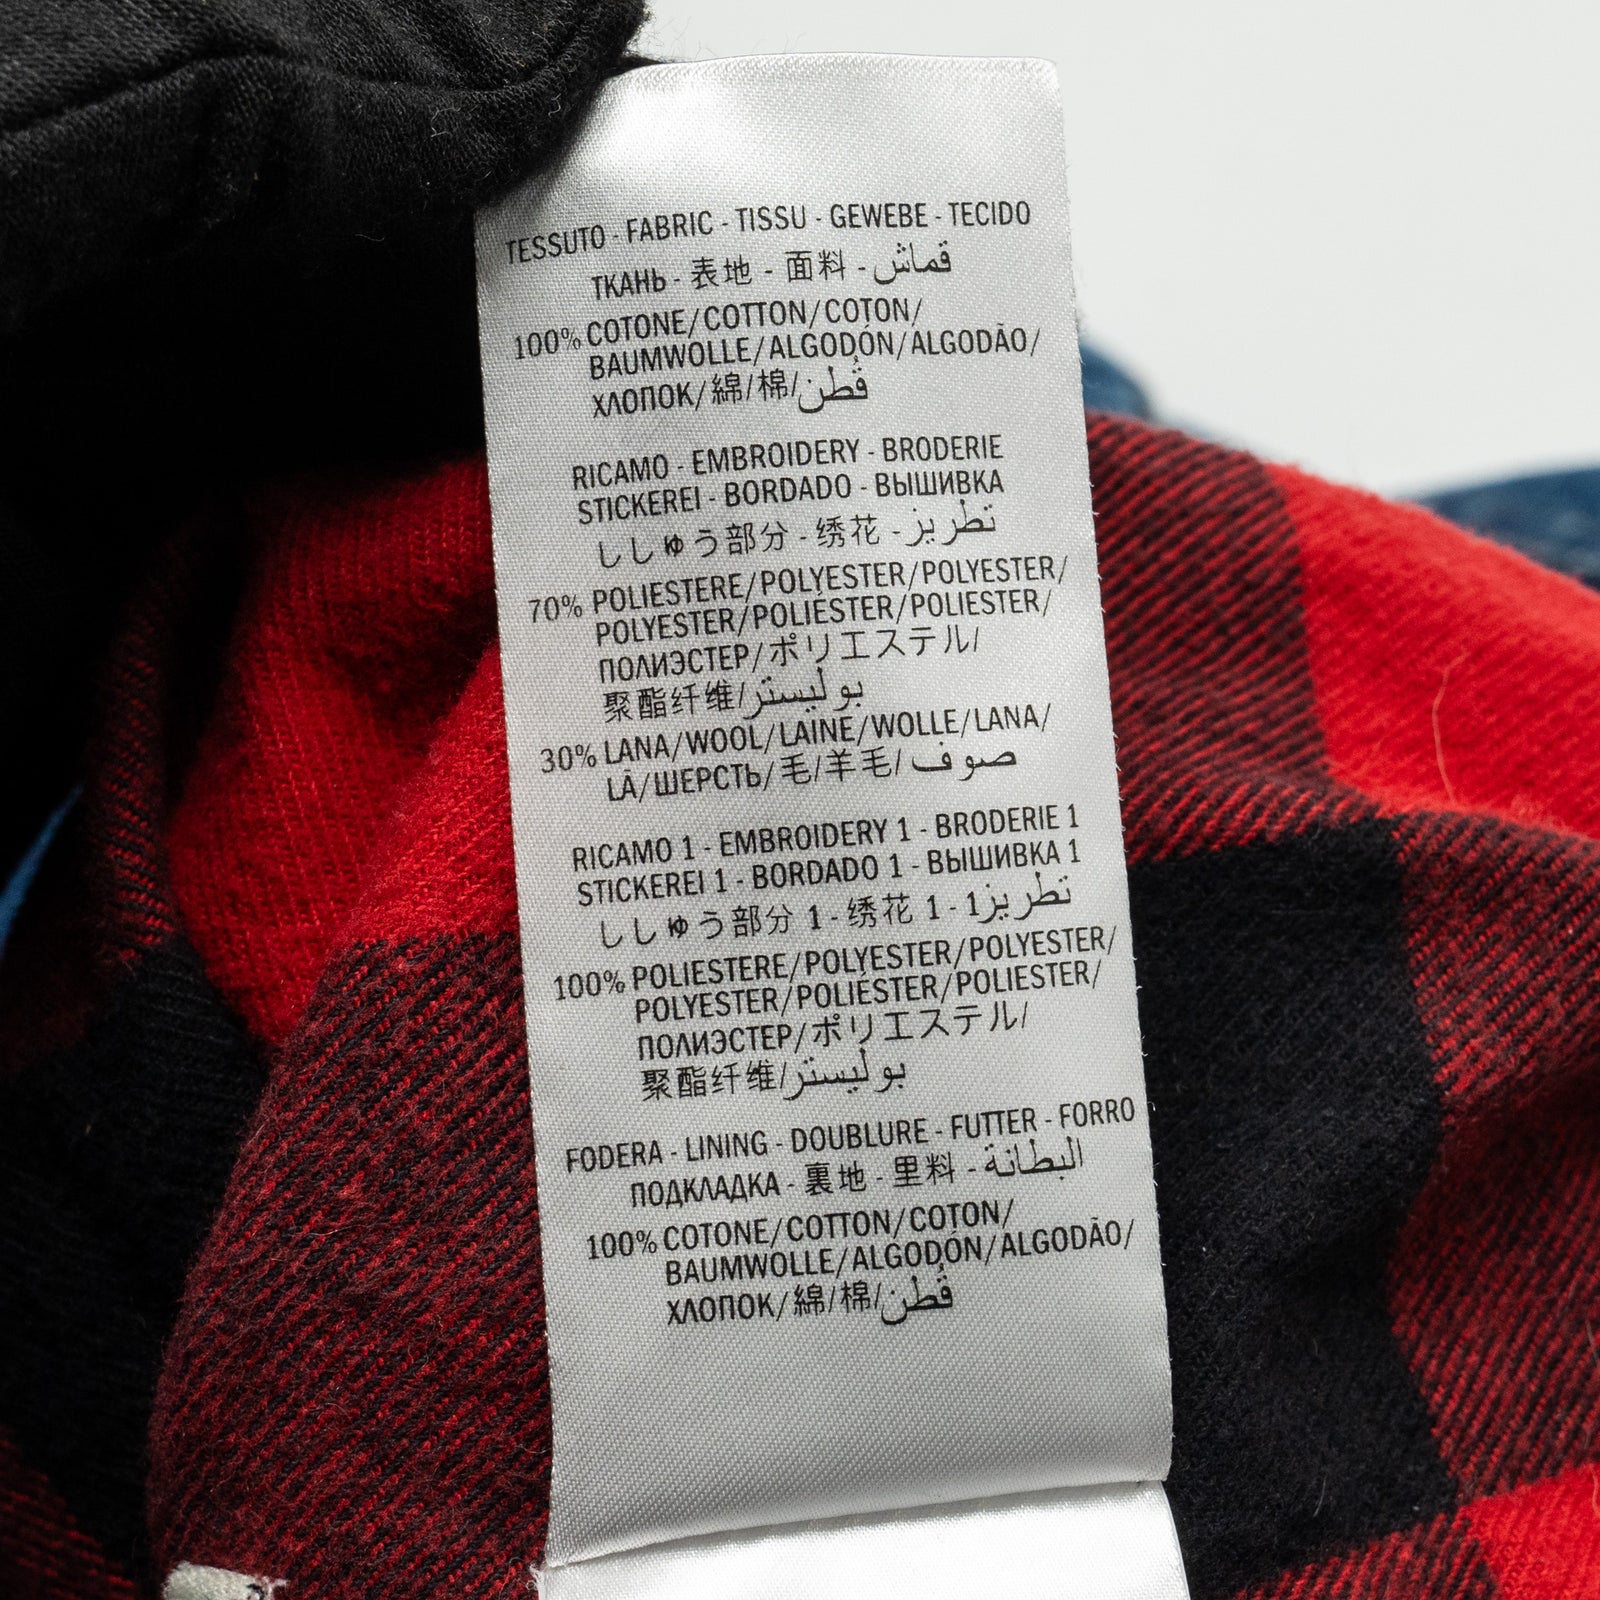 TESSUTO - FABRIC - TISSU - GEWEBE - TECIDO
ТКАНЬ - 表地 - 面料 - قماش
100% COTONE/COTTON/COTON/
BAUMWOLLE/ALGODÓN/ALGODÃO/
ХЛОПОК/綿/棉/قُطن
RICAMO - EMBROIDERY - BRODERIE
STICKEREI - BORDADO - ВЫШИВКА
ししゅう部分 - 绣花 - تطريز
70% POLIESTERE/POLYESTER/POLYESTER/
POLYESTER/POLIÉSTER/POLIESTER/
ПОЛИЭСТЕР/ポリエステル/
聚酯纤维/بوليستر
30% LANA/WOOL/LAINE/WOLLE/LANA/
LÃ/ШЕРСТЬ/毛/羊毛/صوف
RICAMO 1 - EMBROIDERY 1 - BRODERIE 1
STICKEREI 1 - BORDADO 1 - ВЫШИВКА 1
ししゅう部分 1 - 绣花 1 - تطريز1
100% POLIESTERE/POLYESTER/POLYESTER/
POLYESTER/POLIÉSTER/POLIESTER/
ПОЛИЭСТЕР/ポリエステル/
聚酯纤维/بوليستر
FODERA - LINING - DOUBLURE - FUTTER - FORRO
ПОДКЛАДКА - 裏地 - 里料 - البطانة
100% COTONE/COTTON/COTON/
BAUMWOLLE/ALGODÓN/ALGODÃO/
ХЛОПОК/綿/棉/قُطن